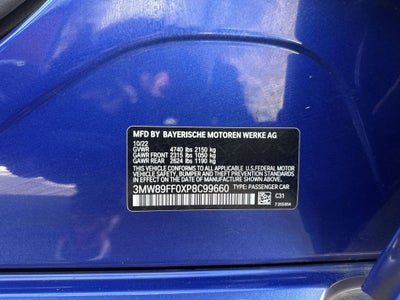 MFD BY BAYERISCHE MOTOREN WERKE AG
10/22
GVWR 4740 lbs 2150 kg
GAWR FRONT 2315 lbs 1050 kg
GAWR REAR 2624 lbs 1190 kg
THIS VEHICLE CONFORMS TO ALL APPLICABLE U.S. FEDERAL
MOTOR VEHICLE SAFETY, BUMPER, AND THEFT PREVENTION
STANDARDS IN EFFECT ON THE DATE OF MANUFACTURE SHOWN ABOVE.
3MW89FF0XP8C99660 TYPE: PASSENGER CAR
C31